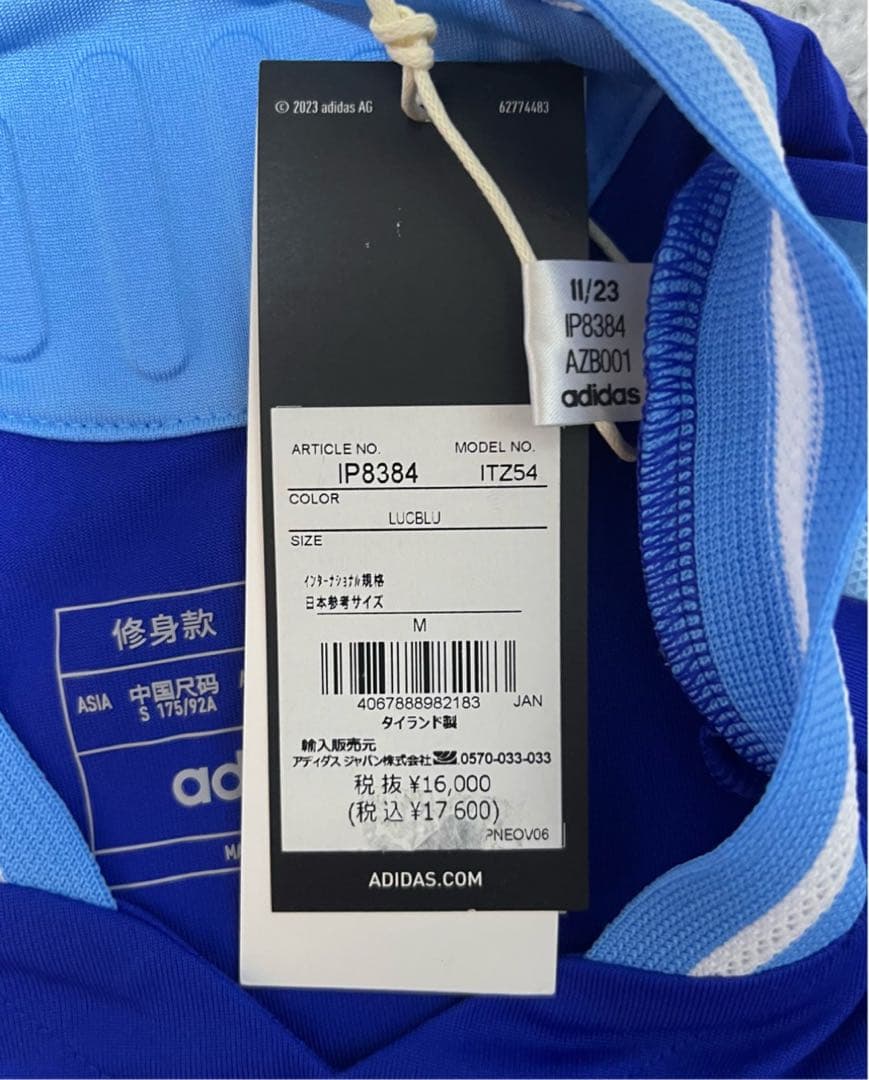 © 2023 adidas AG
62774483
11/23
IP8384
AZB001
adidas
ARTICLE NO. MODEL NO.
IP8384 ITZ54
COLOR
LUCBLU
SIZE
インターナショナル規格
日本参考サイズ
M
4067888982183 JAN
タイランド製
輸入販売元
アディダス ジャパン株式会社 0570-033-033
税抜 ¥16,000
(税込 ¥17 600)
PNEOV06
ADIDAS.COM
修身款
ASIA 中国尺码
S 175/92A
ad
MA